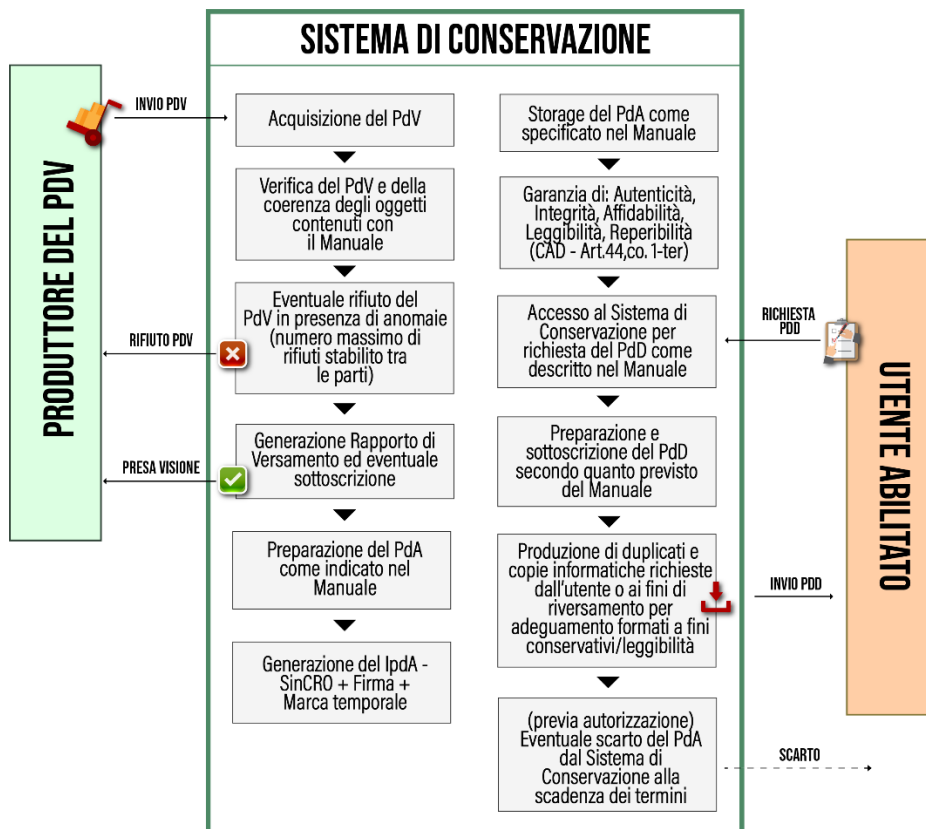 SISTEMA DI CONSERVAZIONE
PRODUTTORE DEL PDV
INVIO PDV
Acquisizione del PdV
Verifica del PdV e della
coerenza degli oggetti
contenuti con
il Manuale
Eventuale rifiuto del
PdV in presenza di anomaie
(numero massimo di
rifiuti stabilito tra
le parti)
RIFIUTO PDV
Generazione Rapporto di
Versamento ed eventuale
sottoscrizione
PRESA VISIONE
Preparazione del PdA
come indicato nel
Manuale
Generazione del IpdA -
SinCRO + Firma +
Marca temporale
Storage del PdA come
specificato nel Manuale
Garanzia di: Autenticità,
Integrità, Affidabilità,
Leggibilità, Reperibilità
(CAD - Art.44,co. 1-ter)
Accesso al Sistema di
Conservazione per
richiesta del PdD come
descritto nel Manuale
RICHIESTA
PDD
Preparazione e
sottoscrizione del PdD
secondo quanto previsto
del Manuale
Produzione di duplicati e
copie informatiche richieste
dall'utente o ai fini di
riversamento per
adeguamento formati a fini
conservativi/leggibilità
INVIO PDD
(previa autorizzazione)
Eventuale scarto del PdA
dal Sistema di
Conservazione alla
scadenza dei termini
SCARTO
UTENTE ABILITATO